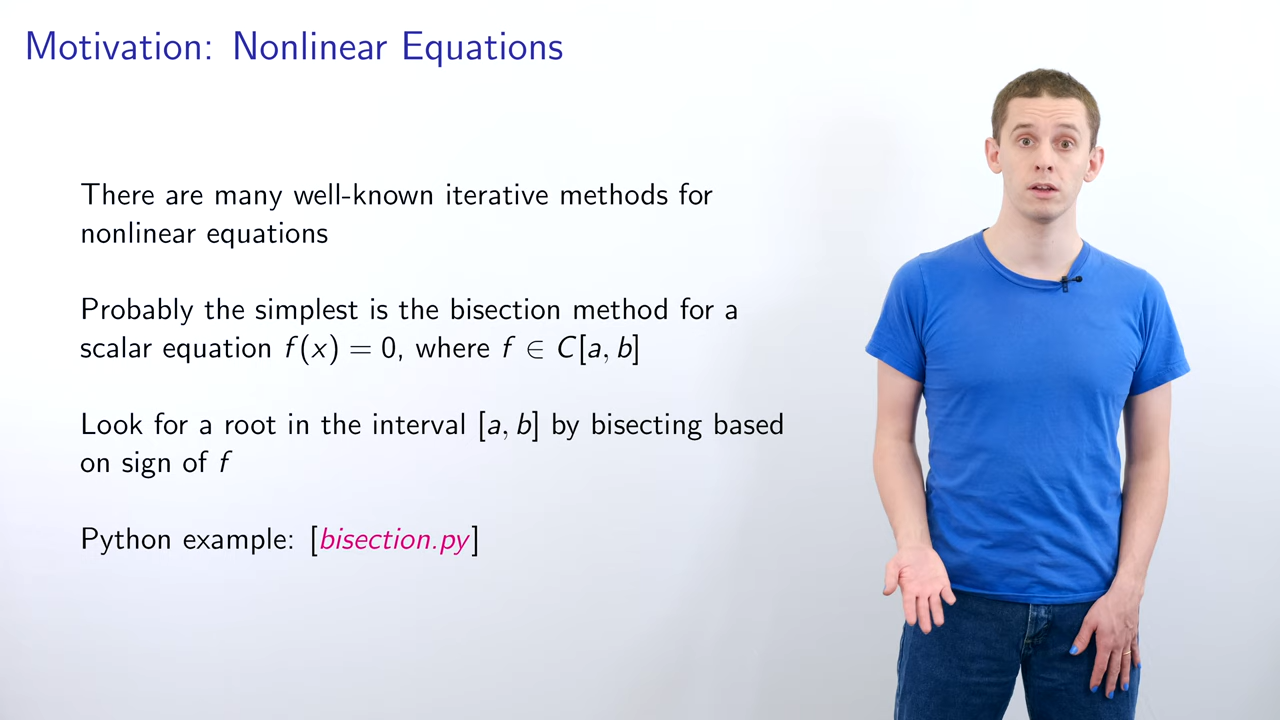 Motivation: Nonlinear Equations
There are many well-known iterative methods for
nonlinear equations
Probably the simplest is the bisection method for a
scalar equation f(x) = 0, where f ∈ C[a, b]
Look for a root in the interval [a, b] by bisecting based
on sign of f
Python example: [bisection.py]